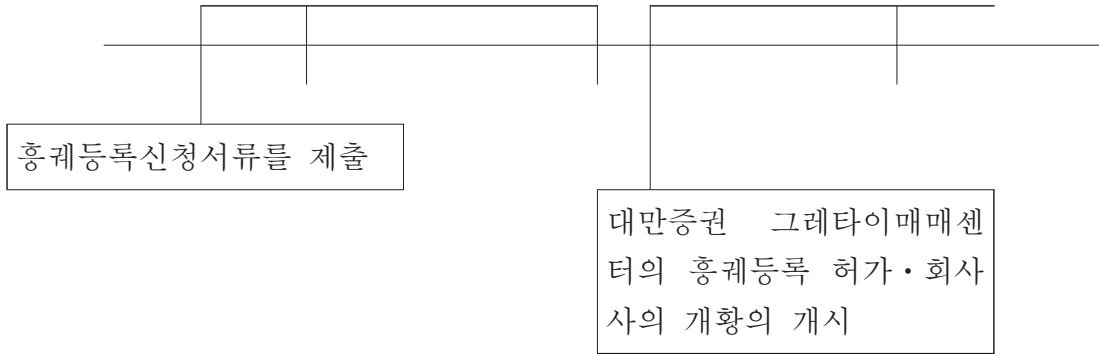 흥궤등록신청서류를 제출
대만증권 그레타이매매센
터의 흥궤등록 허가・회사
사의 개황의 개시